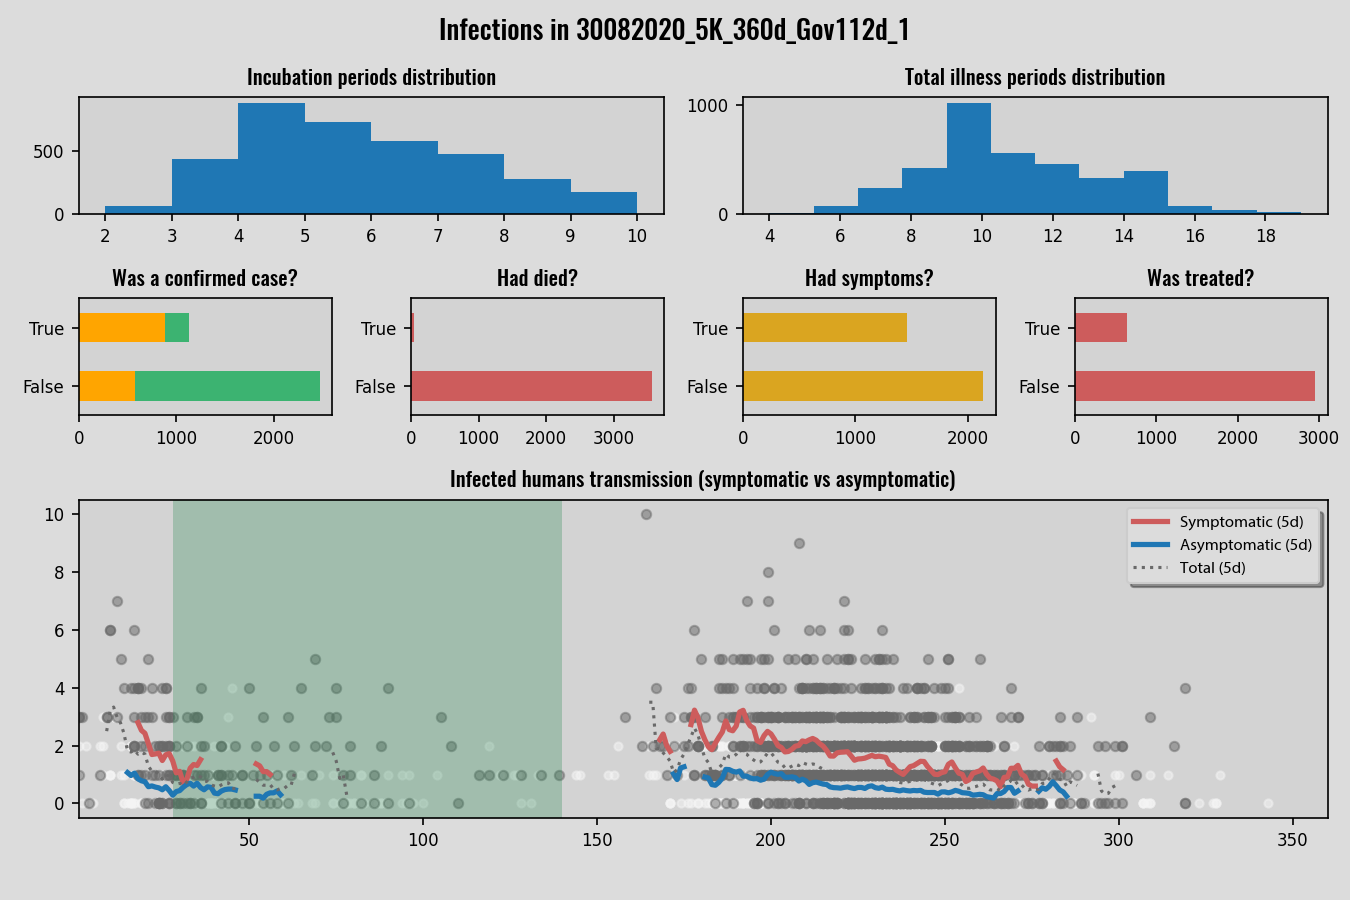 Infections in 30082020_5K_360d_Gov112d_1
Incubation periods distribution
500
0
2 3 4 5 6 7 8 9 10
Total illness periods distribution
1000
0
4 6 8 10 12 14 16 18
Was a confirmed case?
True
False
0 1000 2000
Had died?
True
False
0 1000 2000 3000
Had symptoms?
True
False
0 1000 2000
Was treated?
True
False
0 1000 2000 3000
Infected humans transmission (symptomatic vs asymptomatic)
10
8
6
4
2
0
50 100 150 200 250 300 350
Symptomatic (5d)
Asymptomatic (5d)
Total (5d)